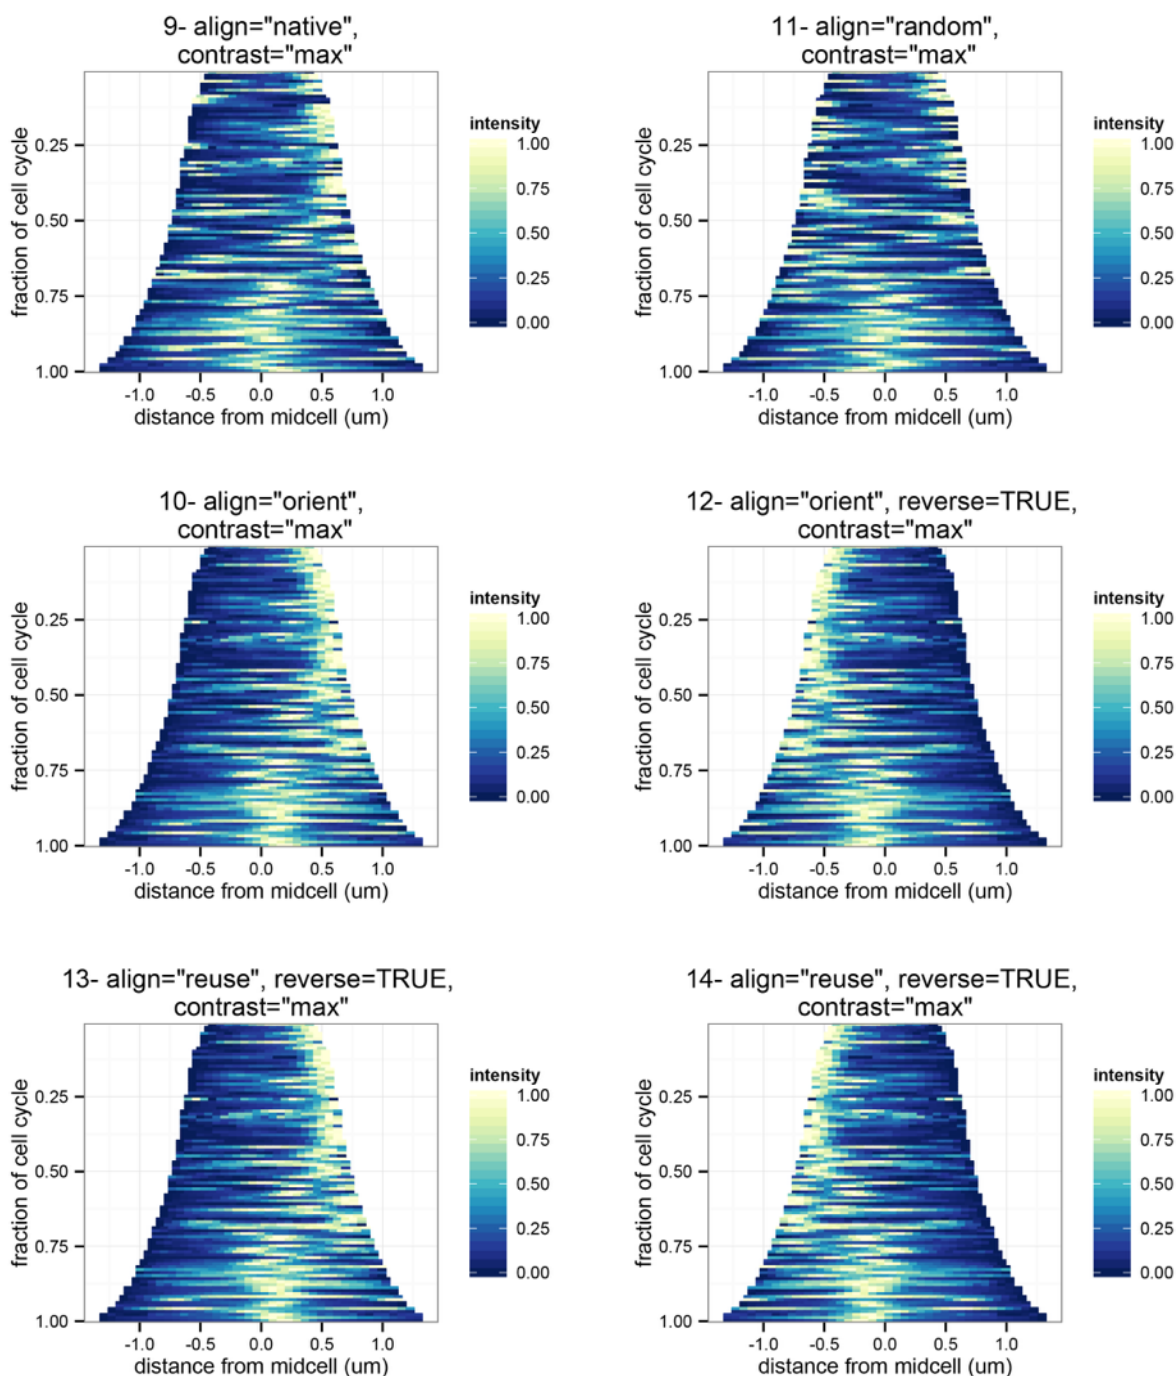 9- align="native",
contrast="max"
fraction of cell cycle
0.25
0.50
0.75
1.00
-1.0 -0.5 0.0 0.5 1.0
distance from midcell (um)
intensity
1.00
0.75
0.50
0.25
0.00
11- align="random",
contrast="max"
fraction of cell cycle
0.25
0.50
0.75
1.00
-1.0 -0.5 0.0 0.5 1.0
distance from midcell (um)
intensity
1.00
0.75
0.50
0.25
0.00
10- align="orient",
contrast="max"
fraction of cell cycle
0.25
0.50
0.75
1.00
-1.0 -0.5 0.0 0.5 1.0
distance from midcell (um)
intensity
1.00
0.75
0.50
0.25
0.00
12- align="orient", reverse=TRUE,
contrast="max"
fraction of cell cycle
0.25
0.50
0.75
1.00
-1.0 -0.5 0.0 0.5 1.0
distance from midcell (um)
intensity
1.00
0.75
0.50
0.25
0.00
13- align="reuse", reverse=TRUE,
contrast="max"
fraction of cell cycle
0.25
0.50
0.75
1.00
-1.0 -0.5 0.0 0.5 1.0
distance from midcell (um)
intensity
1.00
0.75
0.50
0.25
0.00
14- align="reuse", reverse=TRUE,
contrast="max"
fraction of cell cycle
0.25
0.50
0.75
1.00
-1.0 -0.5 0.0 0.5 1.0
distance from midcell (um)
intensity
1.00
0.75
0.50
0.25
0.00